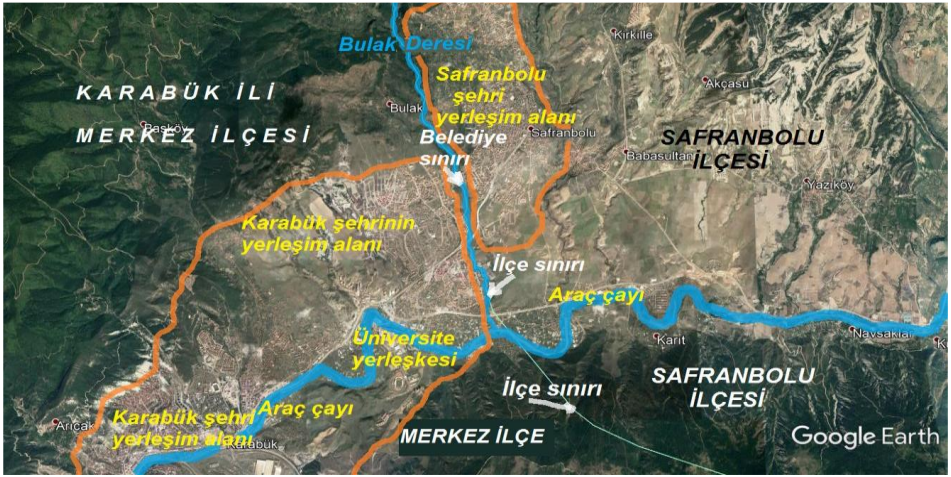 Bulak Deresi
Kirkille
KARABÜK İLİ
Safranbolu
şehri
yerleşim alanı
Akçasu
Bulak
MERKEZ İLÇESİ
Başköy
Belediye
sınırı
Safranbolu
SAFRANBOLU
İLÇESİ
Babasultan
Yazıköy
Karabük şehrinin
yerleşim alanı
İlçe sınırı
Araç çayi
Üniversite
yerleşkesi
Navsaklar
Karit
SAFRANBOLU
İLÇESİ
İlçe sınırı
Karabük şehri
yerleşim alanı
Araç çayı
Arıcak
Karabük
MERKEZ İLÇE
Google Earth